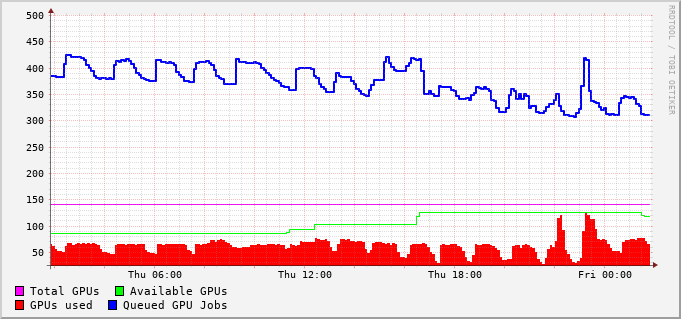 500
450
400
350
300
250
200
150
100
50
Thu 06:00 Thu 12:00 Thu 18:00 Fri 00:00
Total GPUs Available GPUs
GPUs used Queued GPU Jobs
RRDTOOL / TOBI OETIKER